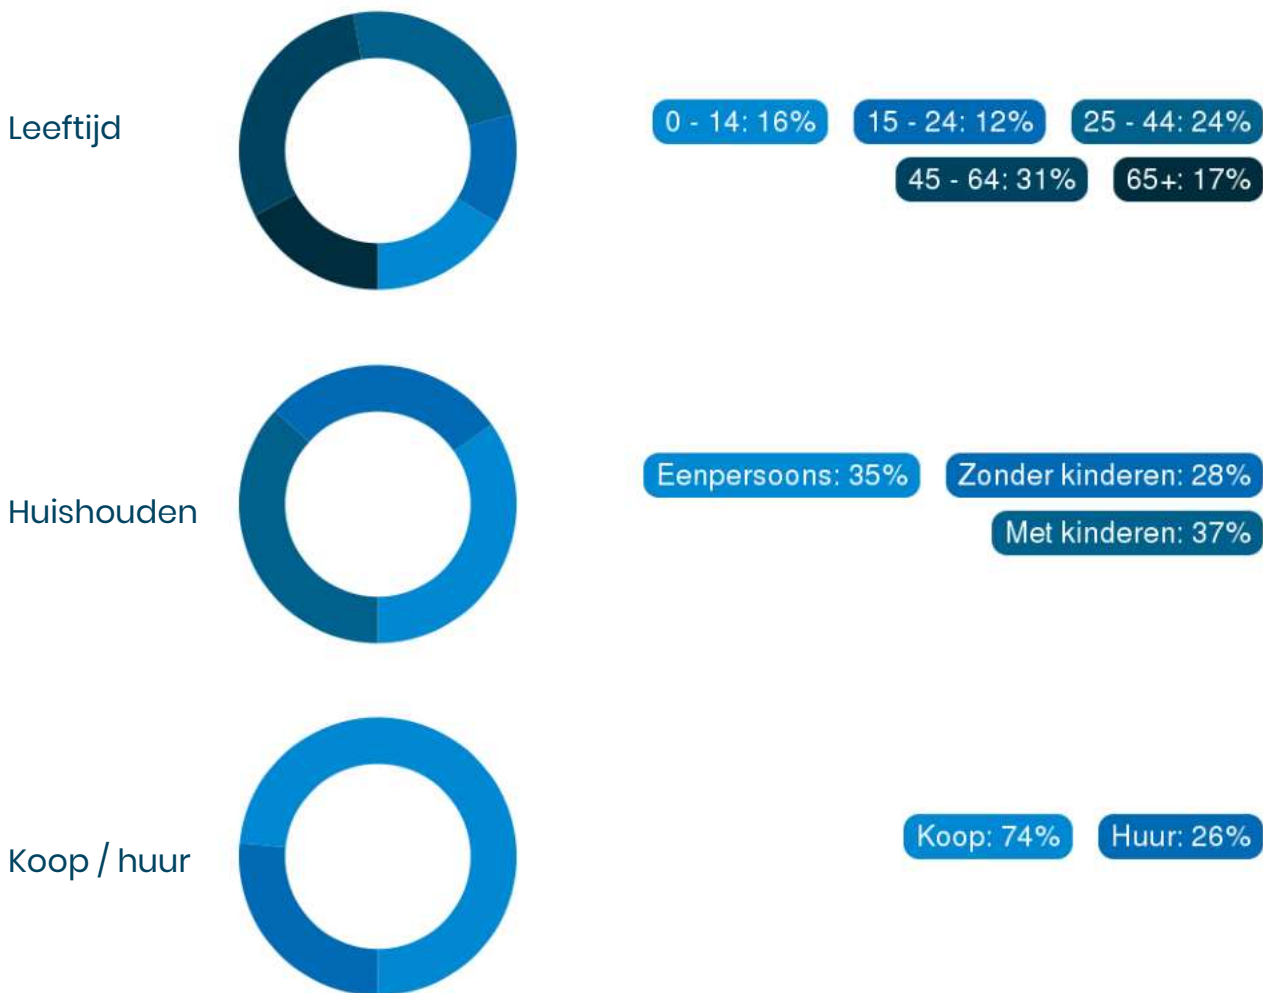 Leeftijd
0 - 14: 16% 15 - 24: 12% 25 - 44: 24%
45 - 64: 31% 65+: 17%
Huishouden
Eenpersoons: 35% Zonder kinderen: 28%
Met kinderen: 37%
Koop / huur
Koop: 74% Huur: 26%